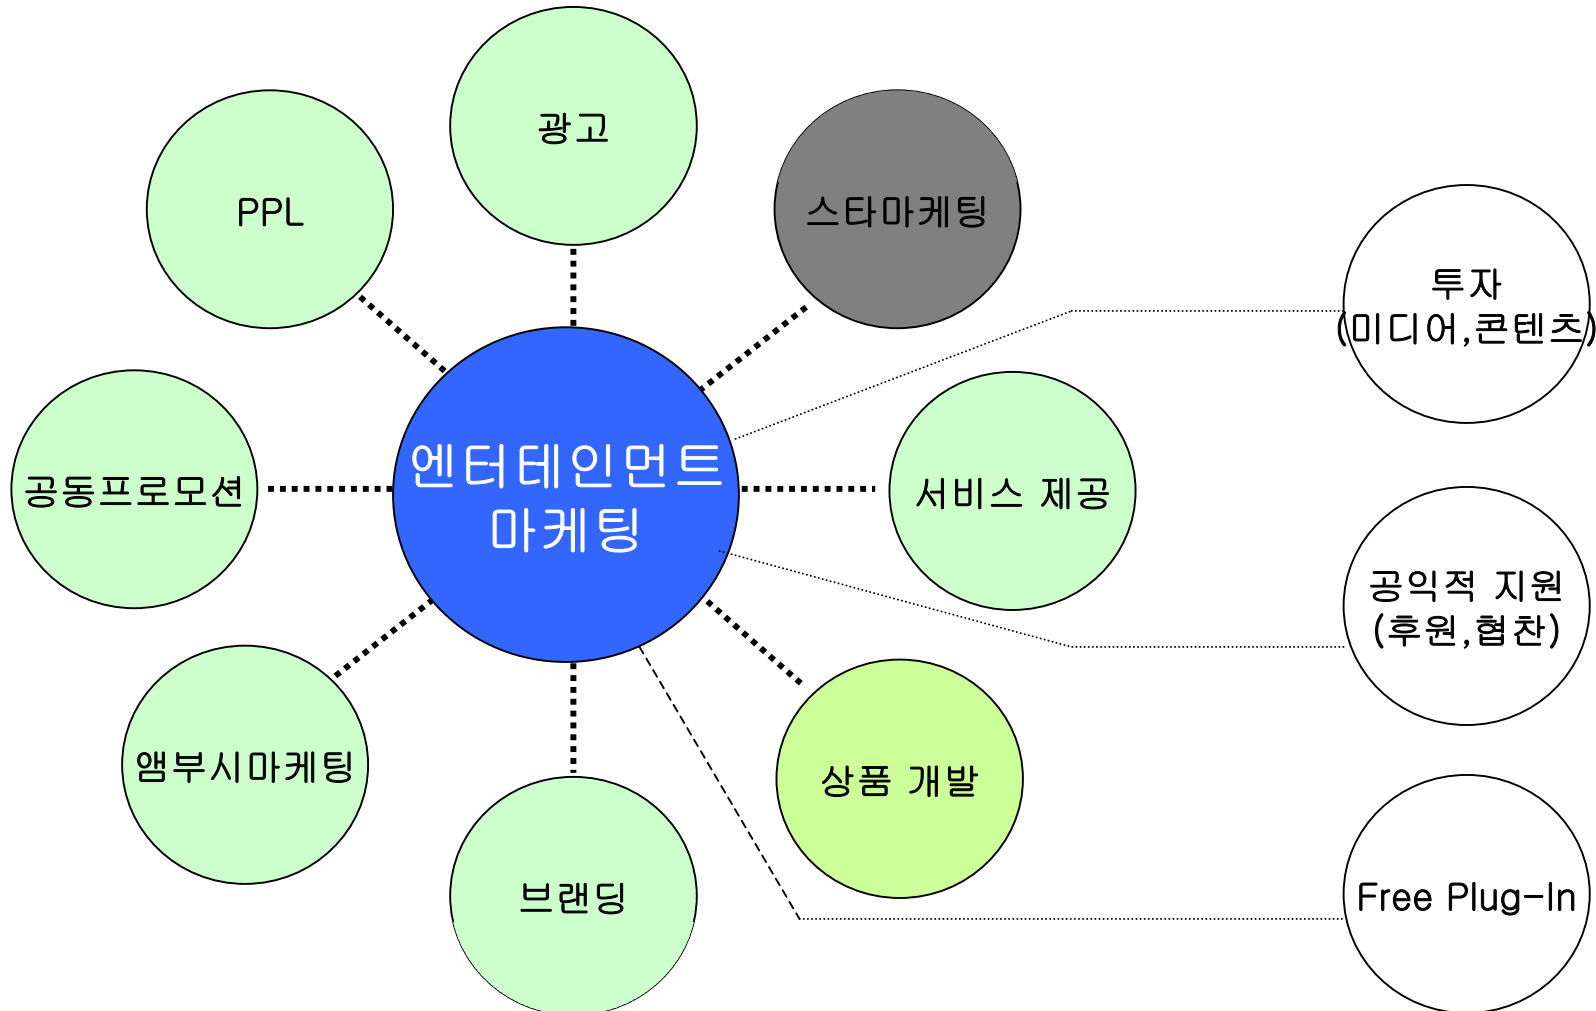 광고
PPL
스타마케팅
투자
(미디어,콘텐츠)
엔터테인먼트
마케팅
공동프로모션
서비스 제공
공익적 지원
(후원,협찬)
앰부시마케팅
상품 개발
브랜딩
Free Plug-In